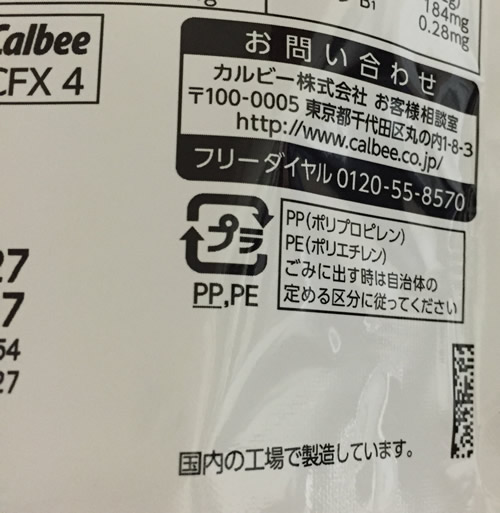 B1
184mg
0.28mg
Calbee
CFX 4
お問い合わせ
カルビー株式会社 お客様相談室
〒100-0005 東京都千代田区丸の内1-8-3
http://www.calbee.co.jp/
フリーダイヤル 0120-55-8570
プラ
PP,PE
PP(ポリプロピレン)
PE(ポリエチレン)
ごみに出す時は自治体の
定める区分に従ってください
27
7
54
27
国内の工場で製造しています。